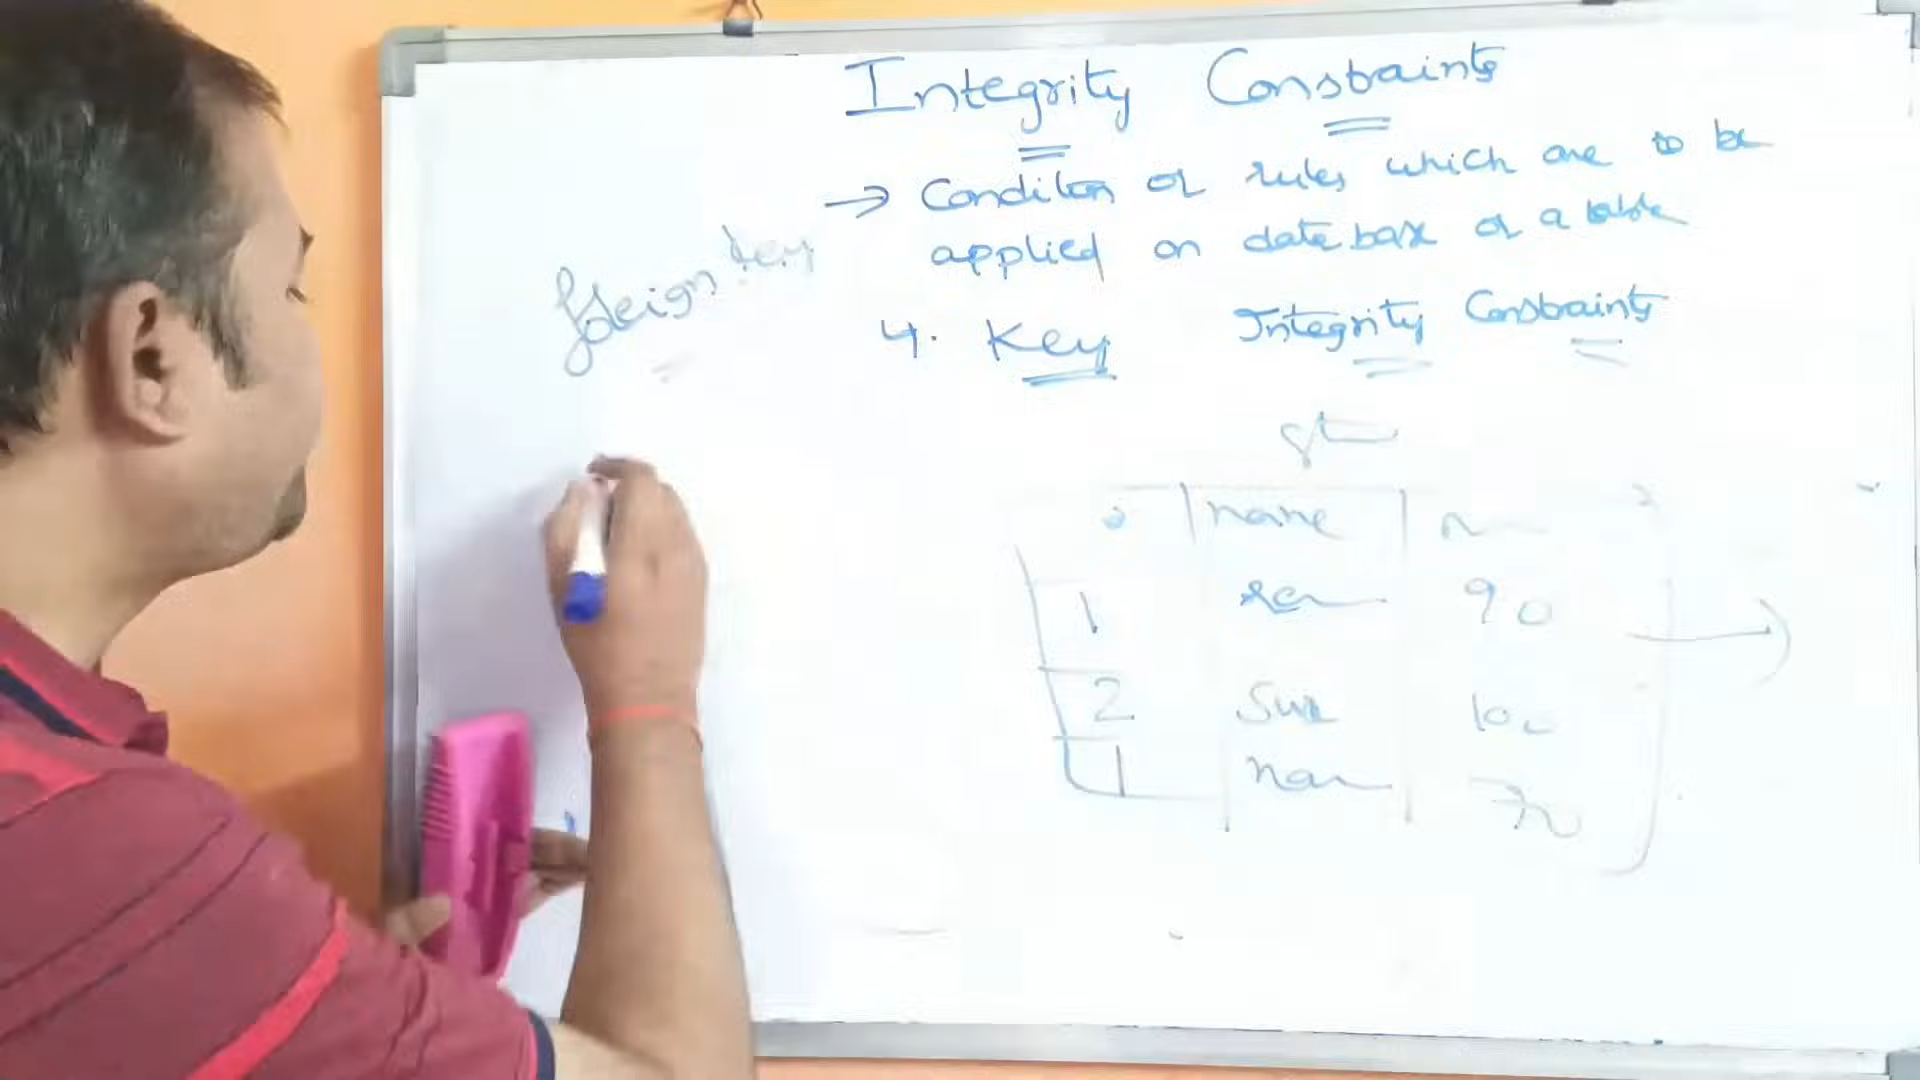 Integrity Constraints
→ Condition or rules which are to be
applied on database or a table
foreign key
4. Key Integrity Constraints
name
1 90
2 100
1 70